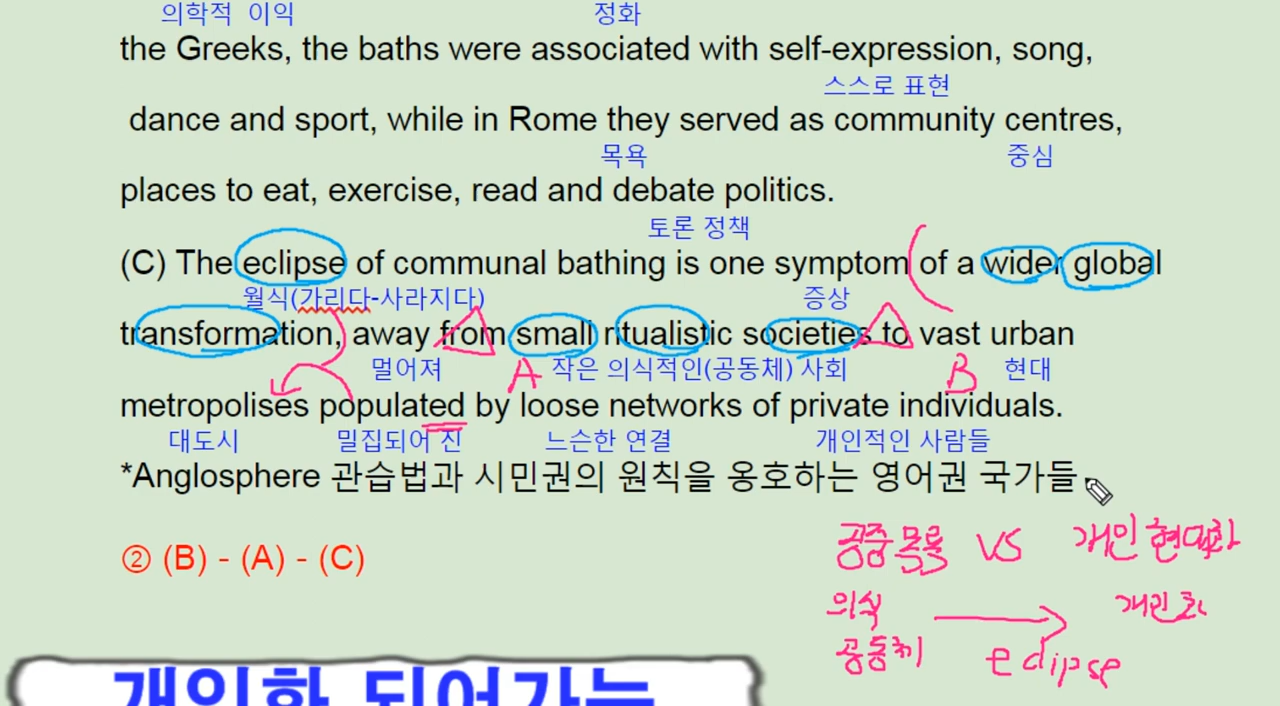 의학적 이익 정화
the Greeks, the baths were associated with self-expression, song,
스스로 표현
dance and sport, while in Rome they served as community centres,
목욕 중심
places to eat, exercise, read and debate politics.
토론 정책
(C) The eclipse of communal bathing is one symptom of a wider global
월식(가리다-사라지다) 증상
transformation, away from small ritualistic societies to vast urban
멀어져 A 작은 의식적인(공동체) 사회 B 현대
metropolises populated by loose networks of private individuals.
대도시 밀집되어 진 느슨한 연결 개인적인 사람들
*Anglosphere 관습법과 시민권의 원칙을 옹호하는 영어권 국가들
공중 VS 개인
② (B) - (A) - (C)
의식 개인화
공동체 eclipse
개인화 되어가는